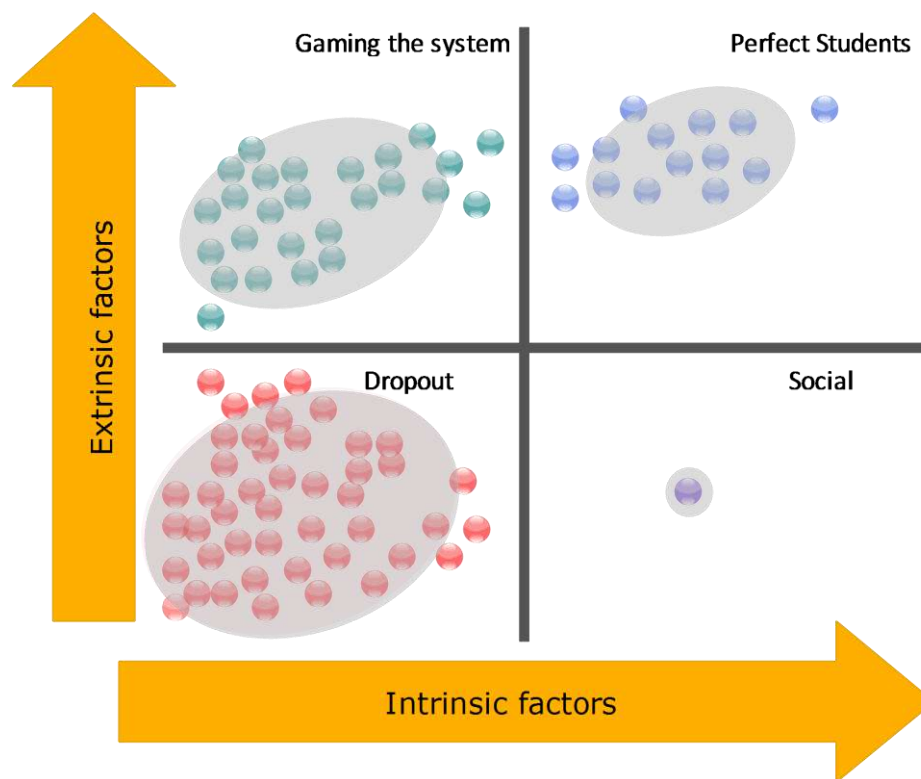 Gaming the system
Perfect Students
Extrinsic factors
Dropout
Social
Intrinsic factors